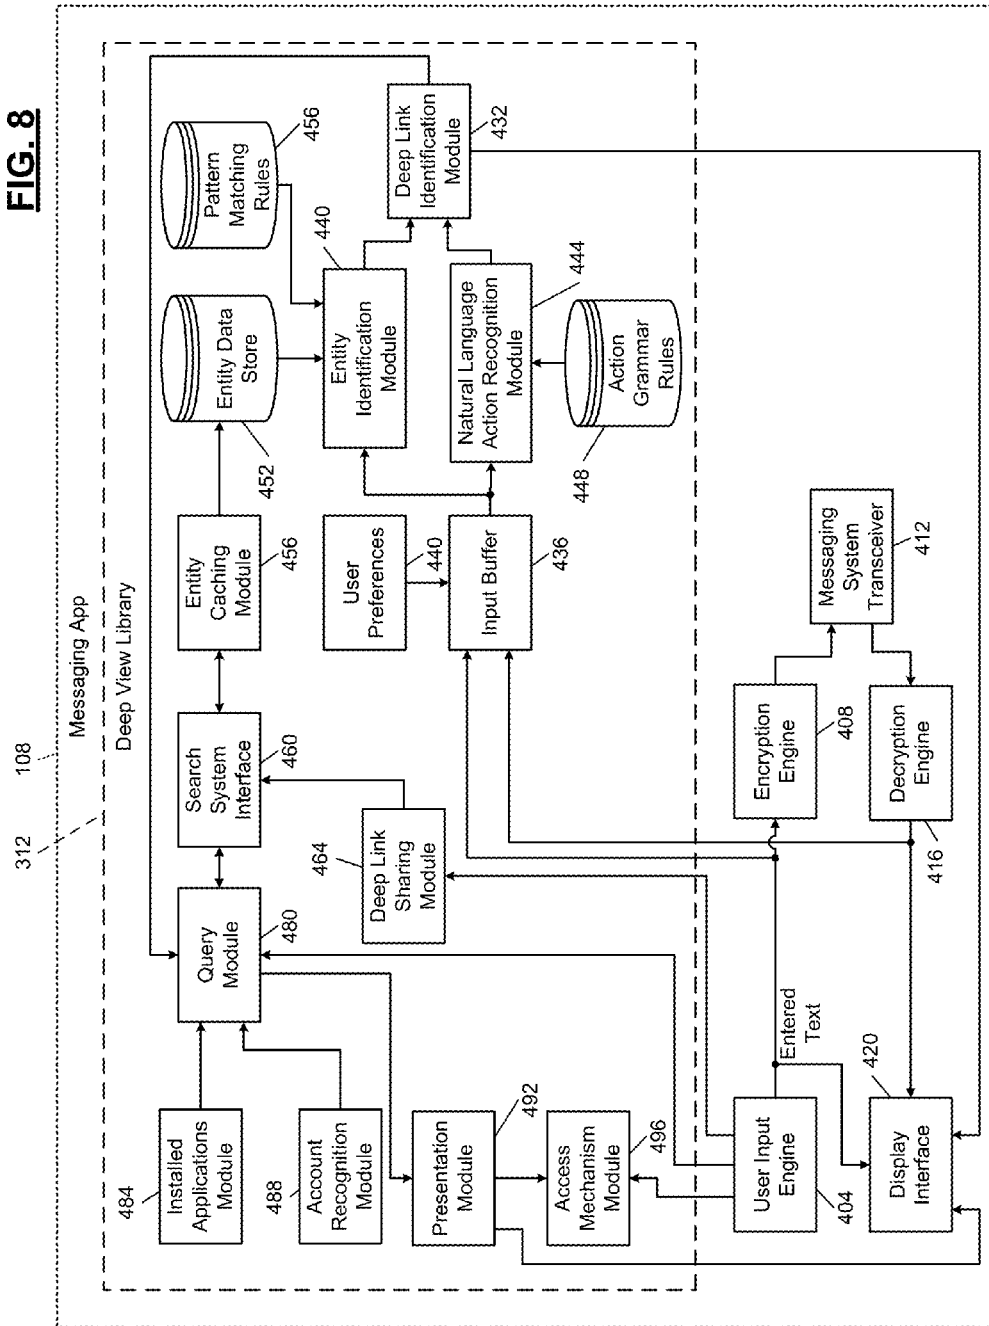 FIG. 8
108
Messaging App
312
Deep View Library
484
Installed
Applications
Module
488
Account
Recognition
Module
Query
Module
480
Search
System
Interface
460
Entity
Caching
Module
456
Entity Data
Store
452
Pattern
Matching
Rules
456
464
Deep Link
Sharing
Module
User
Preferences
440
Input Buffer
436
Entity
Identification
Module
440
Natural Language
Action Recognition
Module
444
Action
Grammar
Rules
448
Deep Link
Identification
Module
432
Presentation
Module
492
Access
Mechanism
Module
496
User Input
Engine
404
Entered
Text
Display
Interface
420
Encryption
Engine
408
Decryption
Engine
416
Messaging
System
Transceiver
412